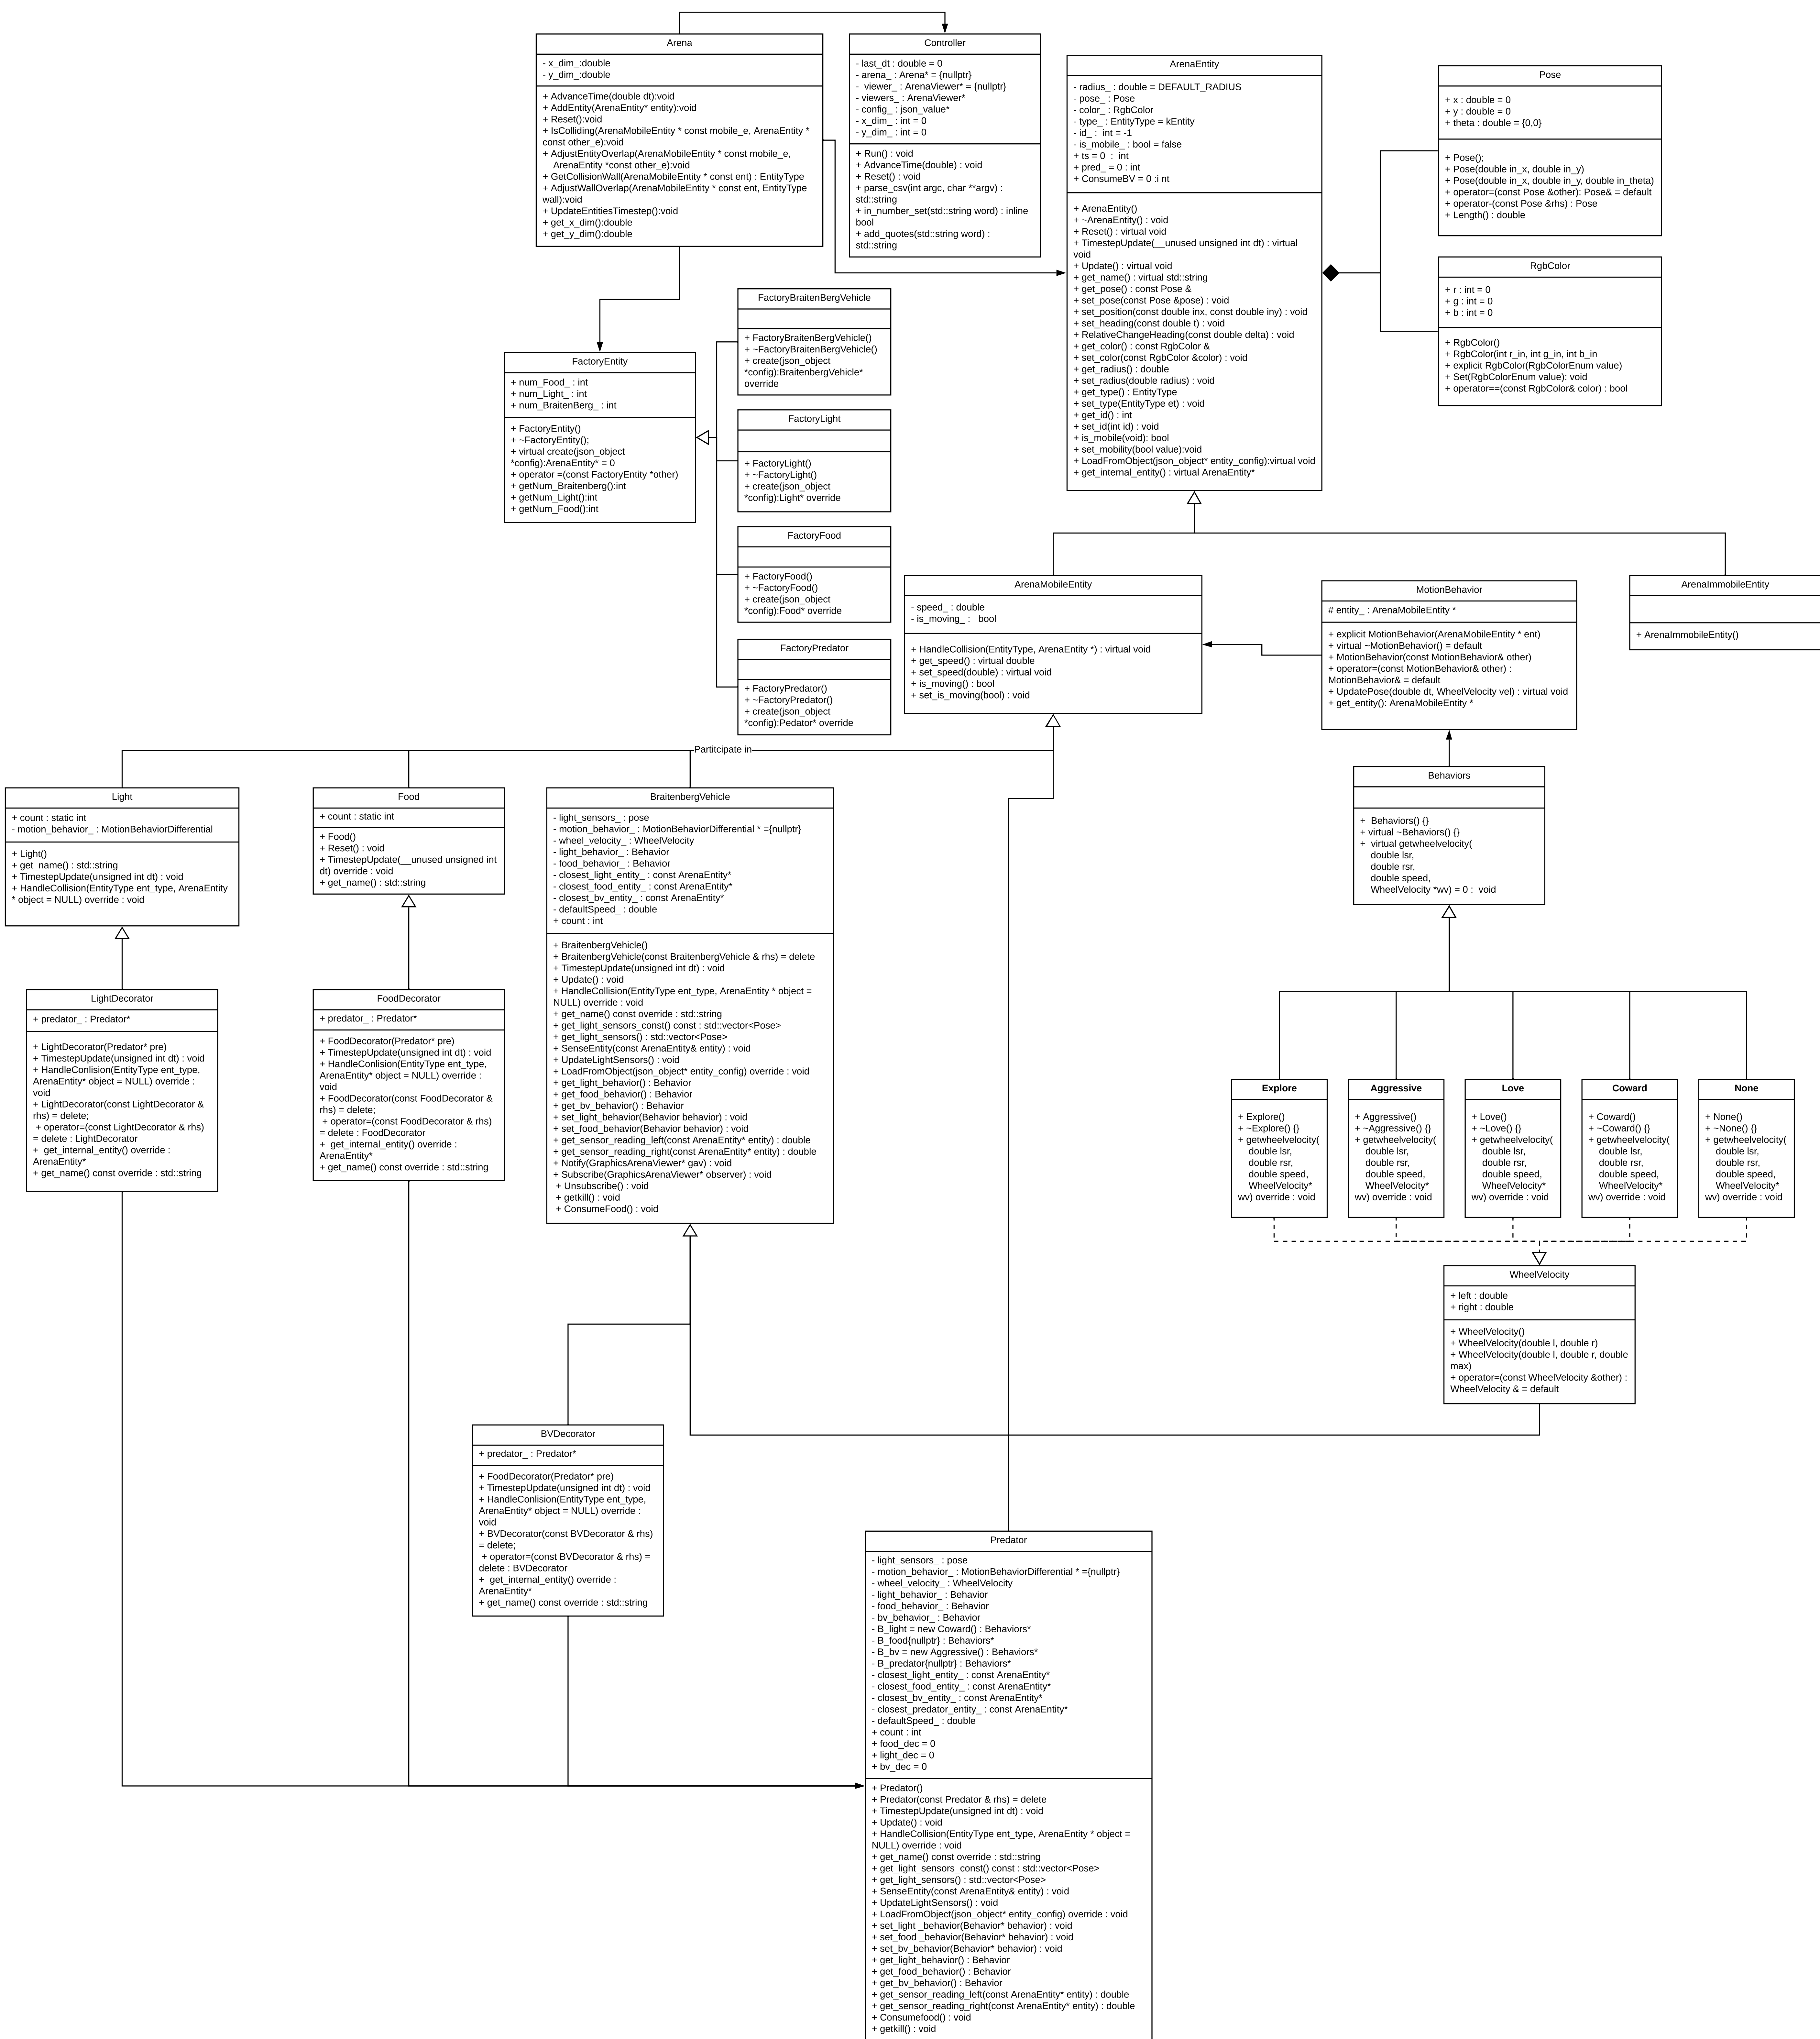 Arena
- x_dim_:double
- y_dim_:double
+ AdvanceTime(double dt):void
+ AddEntity(ArenaEntity* entity):void
+ Reset():void
+ IsColliding(ArenaMobileEntity * const mobile_e, ArenaEntity *
const other_e):void
+ AdjustEntityOverlap(ArenaMobileEntity * const mobile_e,
ArenaEntity *const other_e):void
+ GetCollisionWall(ArenaMobileEntity * const ent) : EntityType
+ AdjustWallOverlap(ArenaMobileEntity * const ent, EntityType
wall):void
+ UpdateEntitiesTimestep():void
+ get_x_dim():double
+ get_y_dim():double
Controller
- last_dt : double = 0
- arena_ : Arena* = {nullptr}
-  viewer_ : ArenaViewer* = {nullptr}
- viewers_ : ArenaViewer*
- config_ : json_value*
- x_dim_ : int = 0
- y_dim_ : int = 0
+ Run() : void
+ AdvanceTime(double) : void
+ Reset() : void
+ parse_csv(int argc, char **argv) :
std::string
+ in_number_set(std::string word) : inline
bool
+ add_quotes(std::string word) :
std::string
ArenaEntity
- radius_ : double = DEFAULT_RADIUS
- pose_ : Pose
- color_ : RgbColor
- type_ : EntityType = kEntity
- id_ :  int = -1
- is_mobile_ : bool = false
+ ts = 0  :  int
+ pred_ = 0 : int
+ ConsumeBV = 0 :i nt
+ ArenaEntity()
+ ~ArenaEntity() : void
+ Reset() : virtual void
+ TimestepUpdate(__unused unsigned int dt) : virtual
void
+ Update() : virtual void
+ get_name() : virtual std::string
+ get_pose() : const Pose &
+ set_pose(const Pose &pose) : void
+ set_position(const double inx, const double iny) : void
+ set_heading(const double t) : void
+ RelativeChangeHeading(const double delta) : void
+ get_color() : const RgbColor &
+ set_color(const RgbColor &color) : void
+ get_radius() : double
+ set_radius(double radius) : void
+ get_type() : EntityType
+ set_type(EntityType et) : void
+ get_id() : int
+ set_id(int id) : void
+ is_mobile(void): bool
+ set_mobility(bool value):void
+ LoadFromObject(json_object* entity_config):virtual void
+ get_internal_entity() : virtual ArenaEntity*
Pose
+ x : double = 0
+ y : double = 0
+ theta : double = {0,0}
+ Pose();
+ Pose(double in_x, double in_y)
+ Pose(double in_x, double in_y, double in_theta)
+ operator=(const Pose &other): Pose& = default
+ operator-(const Pose &rhs) : Pose
+ Length() : double
RgbColor
+ r : int = 0
+ g : int = 0
+ b : int = 0
+ RgbColor()
+ RgbColor(int r_in, int g_in, int b_in
+ explicit RgbColor(RgbColorEnum value)
+ Set(RgbColorEnum value): void
+ operator==(const RgbColor& color) : bool
FactoryEntity
+ num_Food_ : int
+ num_Light_ : int
+ num_BraitenBerg_ : int
+ FactoryEntity()
+ ~FactoryEntity();
+ virtual create(json_object
*config):ArenaEntity* = 0
+ operator =(const FactoryEntity *other)
+ getNum_Braitenberg():int
+ getNum_Light():int
+ getNum_Food():int
FactoryBraitenBergVehicle
+ FactoryBraitenBergVehicle()
+ ~FactoryBraitenBergVehicle()
+ create(json_object
*config):BraitenbergVehicle*
override
FactoryLight
+ FactoryLight()
+ ~FactoryLight()
+ create(json_object
*config):Light* override
FactoryFood
+ FactoryFood()
+ ~FactoryFood()
+ create(json_object
*config):Food* override
FactoryPredator
+ FactoryPredator()
+ ~FactoryPredator()
+ create(json_object
*config):Pedator* override
ArenaMobileEntity
- speed_ : double
- is_moving_ :   bool
+ HandleCollision(EntityType, ArenaEntity *) : virtual void
+ get_speed() : virtual double
+ set_speed(double) : virtual void
+ is_moving() : bool
+ set_is_moving(bool) : void
MotionBehavior
# entity_ : ArenaMobileEntity *
+ explicit MotionBehavior(ArenaMobileEntity * ent)
+ virtual ~MotionBehavior() = default
+ MotionBehavior(const MotionBehavior& other)
+ operator=(const MotionBehavior& other) :
MotionBehavior& = default
+ UpdatePose(double dt, WheelVelocity vel) : virtual void
+ get_entity(): ArenaMobileEntity *
ArenaImmobileEntity
+ ArenaImmobileEntity()
Partitcipate in
Light
+ count : static int
- motion_behavior_ : MotionBehaviorDifferential
+ Light()
+ get_name() : std::string
+ TimestepUpdate(unsigned int dt) : void
+ HandleCollision(EntityType ent_type, ArenaEntity
* object = NULL) override : void
Food
+ count : static int
+ Food()
+ Reset() : void
+ TimestepUpdate(__unused unsigned int
dt) override : void
+ get_name() : std::string
BraitenbergVehicle
- light_sensors_ : pose
- motion_behavior_ : MotionBehaviorDifferential * ={nullptr}
- wheel_velocity_ : WheelVelocity
- light_behavior_ : Behavior
- food_behavior_ : Behavior
- closest_light_entity_ : const ArenaEntity*
- closest_food_entity_ : const ArenaEntity*
- closest_bv_entity_ : const ArenaEntity*
- defaultSpeed_ : double
+ count : int
+ BraitenbergVehicle()
+ BraitenbergVehicle(const BraitenbergVehicle & rhs) = delete
+ TimestepUpdate(unsigned int dt) : void
+ Update() : void
+ HandleCollision(EntityType ent_type, ArenaEntity * object =
NULL) override : void
+ get_name() const override : std::string
+ get_light_sensors_const() const : std::vector<Pose>
+ get_light_sensors() : std::vector<Pose>
+ SenseEntity(const ArenaEntity& entity) : void
+ UpdateLightSensors() : void
+ LoadFromObject(json_object* entity_config) override : void
+ get_light_behavior() : Behavior
+ get_food_behavior() : Behavior
+ get_bv_behavior() : Behavior
+ set_light_behavior(Behavior behavior) : void
+ set_food_behavior(Behavior behavior) : void
+ get_sensor_reading_left(const ArenaEntity* entity) : double
+ get_sensor_reading_right(const ArenaEntity* entity) : double
+ Notify(GraphicsArenaViewer* gav) : void
+ Subscribe(GraphicsArenaViewer* observer) : void
+ Unsubscribe() : void
+ getkill() : void
+ ConsumeFood() : void
Behaviors
+  Behaviors() {}
+ virtual ~Behaviors() {}
+  virtual getwheelvelocity(
double lsr,
double rsr,
double speed,
WheelVelocity *wv) = 0 :  void
LightDecorator
+ predator_ : Predator*
+ LightDecorator(Predator* pre)
+ TimestepUpdate(unsigned int dt) : void
+ HandleConlision(EntityType ent_type,
ArenaEntity* object = NULL) override :
void
+ LightDecorator(const LightDecorator &
rhs) = delete;
+ operator=(const LightDecorator & rhs)
= delete : LightDecorator
+  get_internal_entity() override :
ArenaEntity*
+ get_name() const override : std::string
FoodDecorator
+ predator_ : Predator*
+ FoodDecorator(Predator* pre)
+ TimestepUpdate(unsigned int dt) : void
+ HandleConlision(EntityType ent_type,
ArenaEntity* object = NULL) override :
void
+ FoodDecorator(const FoodDecorator &
rhs) = delete;
+ operator=(const FoodDecorator & rhs)
= delete : FoodDecorator
+  get_internal_entity() override :
ArenaEntity*
+ get_name() const override : std::string
Explore
+ Explore()
+ ~Explore() {}
+ getwheelvelocity(
double lsr,
double rsr,
double speed,
WheelVelocity*
wv) override : void
Aggressive
+ Aggressive()
+ ~Aggressive() {}
+ getwheelvelocity(
double lsr,
double rsr,
double speed,
WheelVelocity*
wv) override : void
Love
+ Love()
+ ~Love() {}
+ getwheelvelocity(
double lsr,
double rsr,
double speed,
WheelVelocity*
wv) override : void
Coward
+ Coward()
+ ~Coward() {}
+ getwheelvelocity(
double lsr,
double rsr,
double speed,
WheelVelocity*
wv) override : void
None
+ None()
+ ~None() {}
+ getwheelvelocity(
double lsr,
double rsr,
double speed,
WheelVelocity*
wv) override : void
WheelVelocity
+ left : double
+ right : double
+ WheelVelocity()
+ WheelVelocity(double l, double r)
+ WheelVelocity(double l, double r, double
max)
+ operator=(const WheelVelocity &other) :
WheelVelocity & = default
BVDecorator
+ predator_ : Predator*
+ FoodDecorator(Predator* pre)
+ TimestepUpdate(unsigned int dt) : void
+ HandleConlision(EntityType ent_type,
ArenaEntity* object = NULL) override :
void
+ BVDecorator(const BVDecorator & rhs)
= delete;
+ operator=(const BVDecorator & rhs) =
delete : BVDecorator
+  get_internal_entity() override :
ArenaEntity*
+ get_name() const override : std::string
Predator
- light_sensors_ : pose
- motion_behavior_ : MotionBehaviorDifferential * ={nullptr}
- wheel_velocity_ : WheelVelocity
- light_behavior_ : Behavior
- food_behavior_ : Behavior
- bv_behavior_ : Behavior
- B_light = new Coward() : Behaviors*
- B_food{nullptr} : Behaviors*
- B_bv = new Aggressive() : Behaviors*
- B_predator{nullptr} : Behaviors*
- closest_light_entity_ : const ArenaEntity*
- closest_food_entity_ : const ArenaEntity*
- closest_bv_entity_ : const ArenaEntity*
- closest_predator_entity_ : const ArenaEntity*
- defaultSpeed_ : double
+ count : int
+ food_dec = 0
+ light_dec = 0
+ bv_dec = 0
+ Predator()
+ Predator(const Predator & rhs) = delete
+ TimestepUpdate(unsigned int dt) : void
+ Update() : void
+ HandleCollision(EntityType ent_type, ArenaEntity * object =
NULL) override : void
+ get_name() const override : std::string
+ get_light_sensors_const() const : std::vector<Pose>
+ get_light_sensors() : std::vector<Pose>
+ SenseEntity(const ArenaEntity& entity) : void
+ UpdateLightSensors() : void
+ LoadFromObject(json_object* entity_config) override : void
+ set_light _behavior(Behavior* behavior) : void
+ set_food _behavior(Behavior* behavior) : void
+ set_bv_behavior(Behavior* behavior) : void
+ get_light_behavior() : Behavior
+ get_food_behavior() : Behavior
+ get_bv_behavior() : Behavior
+ get_sensor_reading_left(const ArenaEntity* entity) : double
+ get_sensor_reading_right(const ArenaEntity* entity) : double
+ Consumefood() : void
+ getkill() : void